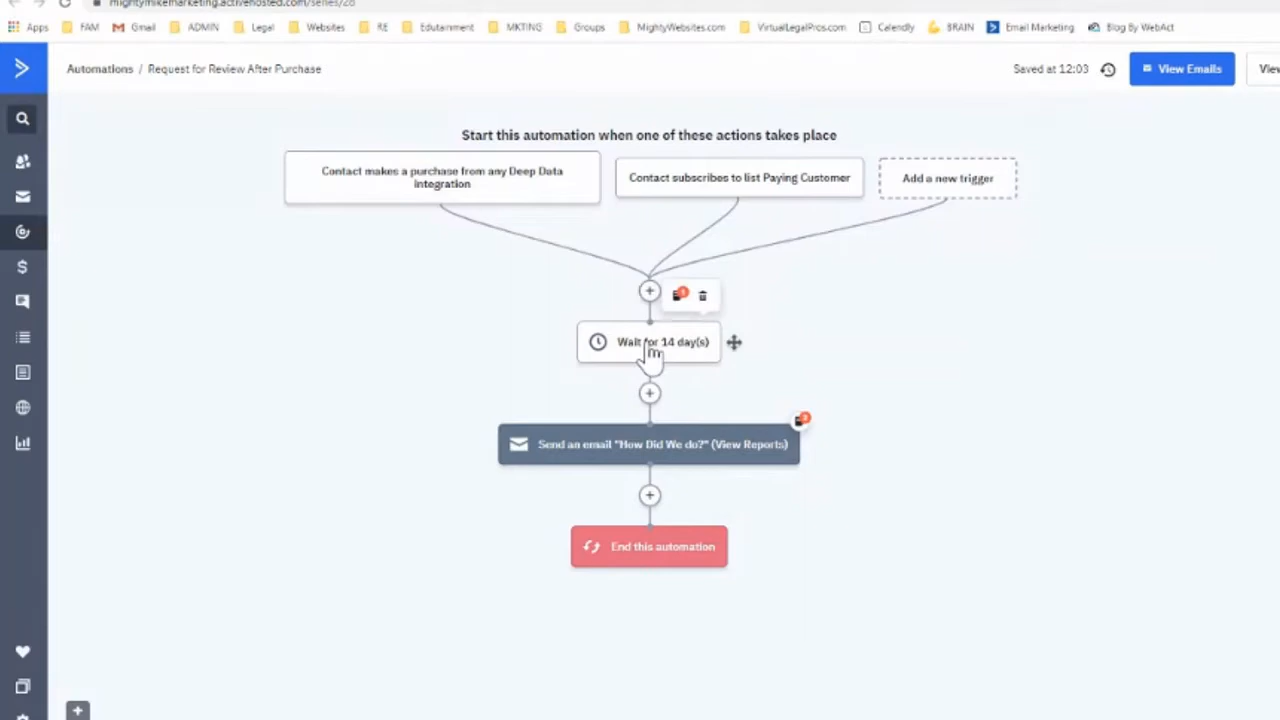 mightymikemarketing.activehosted.com/series/26
Apps FAM Gmail ADMIN Legal Websites RE Edutainment MKTING Groups MightyWebsites.com VirtualLegalPros.com Calendly BRAIN Email Marketing Blog By WebAct
Automations / Request for Review After Purchase
Saved at 12:03
View Emails
View
Start this automation when one of these actions takes place
Contact makes a purchase from any Deep Data
integration
Contact subscribes to list Paying Customer
Add a new trigger
Wait for 14 day(s)
Send an email "How Did We do?" (View Reports)
End this automation